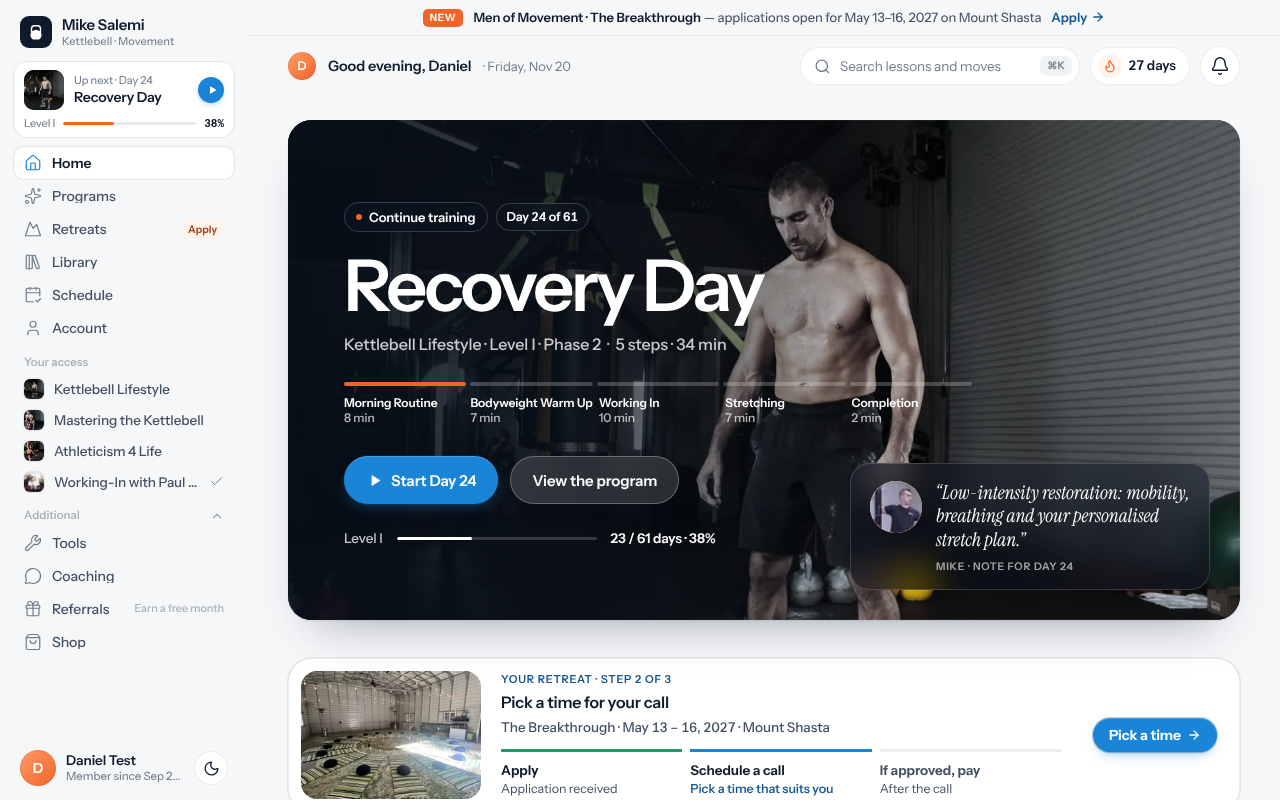 Mike Salemi
Kettlebell · Movement
Up next · Day 24
Recovery Day
Level I
38%
Home
Programs
Retreats
Apply
Library
Schedule
Account
Your access
Kettlebell Lifestyle
Mastering the Kettlebell
Athleticism 4 Life
Working-In with Paul ...
Additional
Tools
Coaching
Referrals
Earn a free month
Shop
Daniel Test
Member since Sep 2...
NEW Men of Movement · The Breakthrough — applications open for May 13–16, 2027 on Mount Shasta Apply →
D
Good evening, Daniel · Friday, Nov 20
Search lessons and moves ⌘K
27 days
Continue training
Day 24 of 61
Recovery Day
Kettlebell Lifestyle · Level I · Phase 2 · 5 steps · 34 min
Morning Routine
8 min
Bodyweight Warm Up
7 min
Working In
10 min
Stretching
7 min
Completion
2 min
Start Day 24
View the program
Level I
23 / 61 days · 38%
“Low-intensity restoration: mobility,
breathing and your personalised
stretch plan.”
MIKE · NOTE FOR DAY 24
YOUR RETREAT · STEP 2 OF 3
Pick a time for your call
The Breakthrough · May 13 – 16, 2027 · Mount Shasta
Apply
Application received
Schedule a call
Pick a time that suits you
If approved, pay
After the call
Pick a time →
D